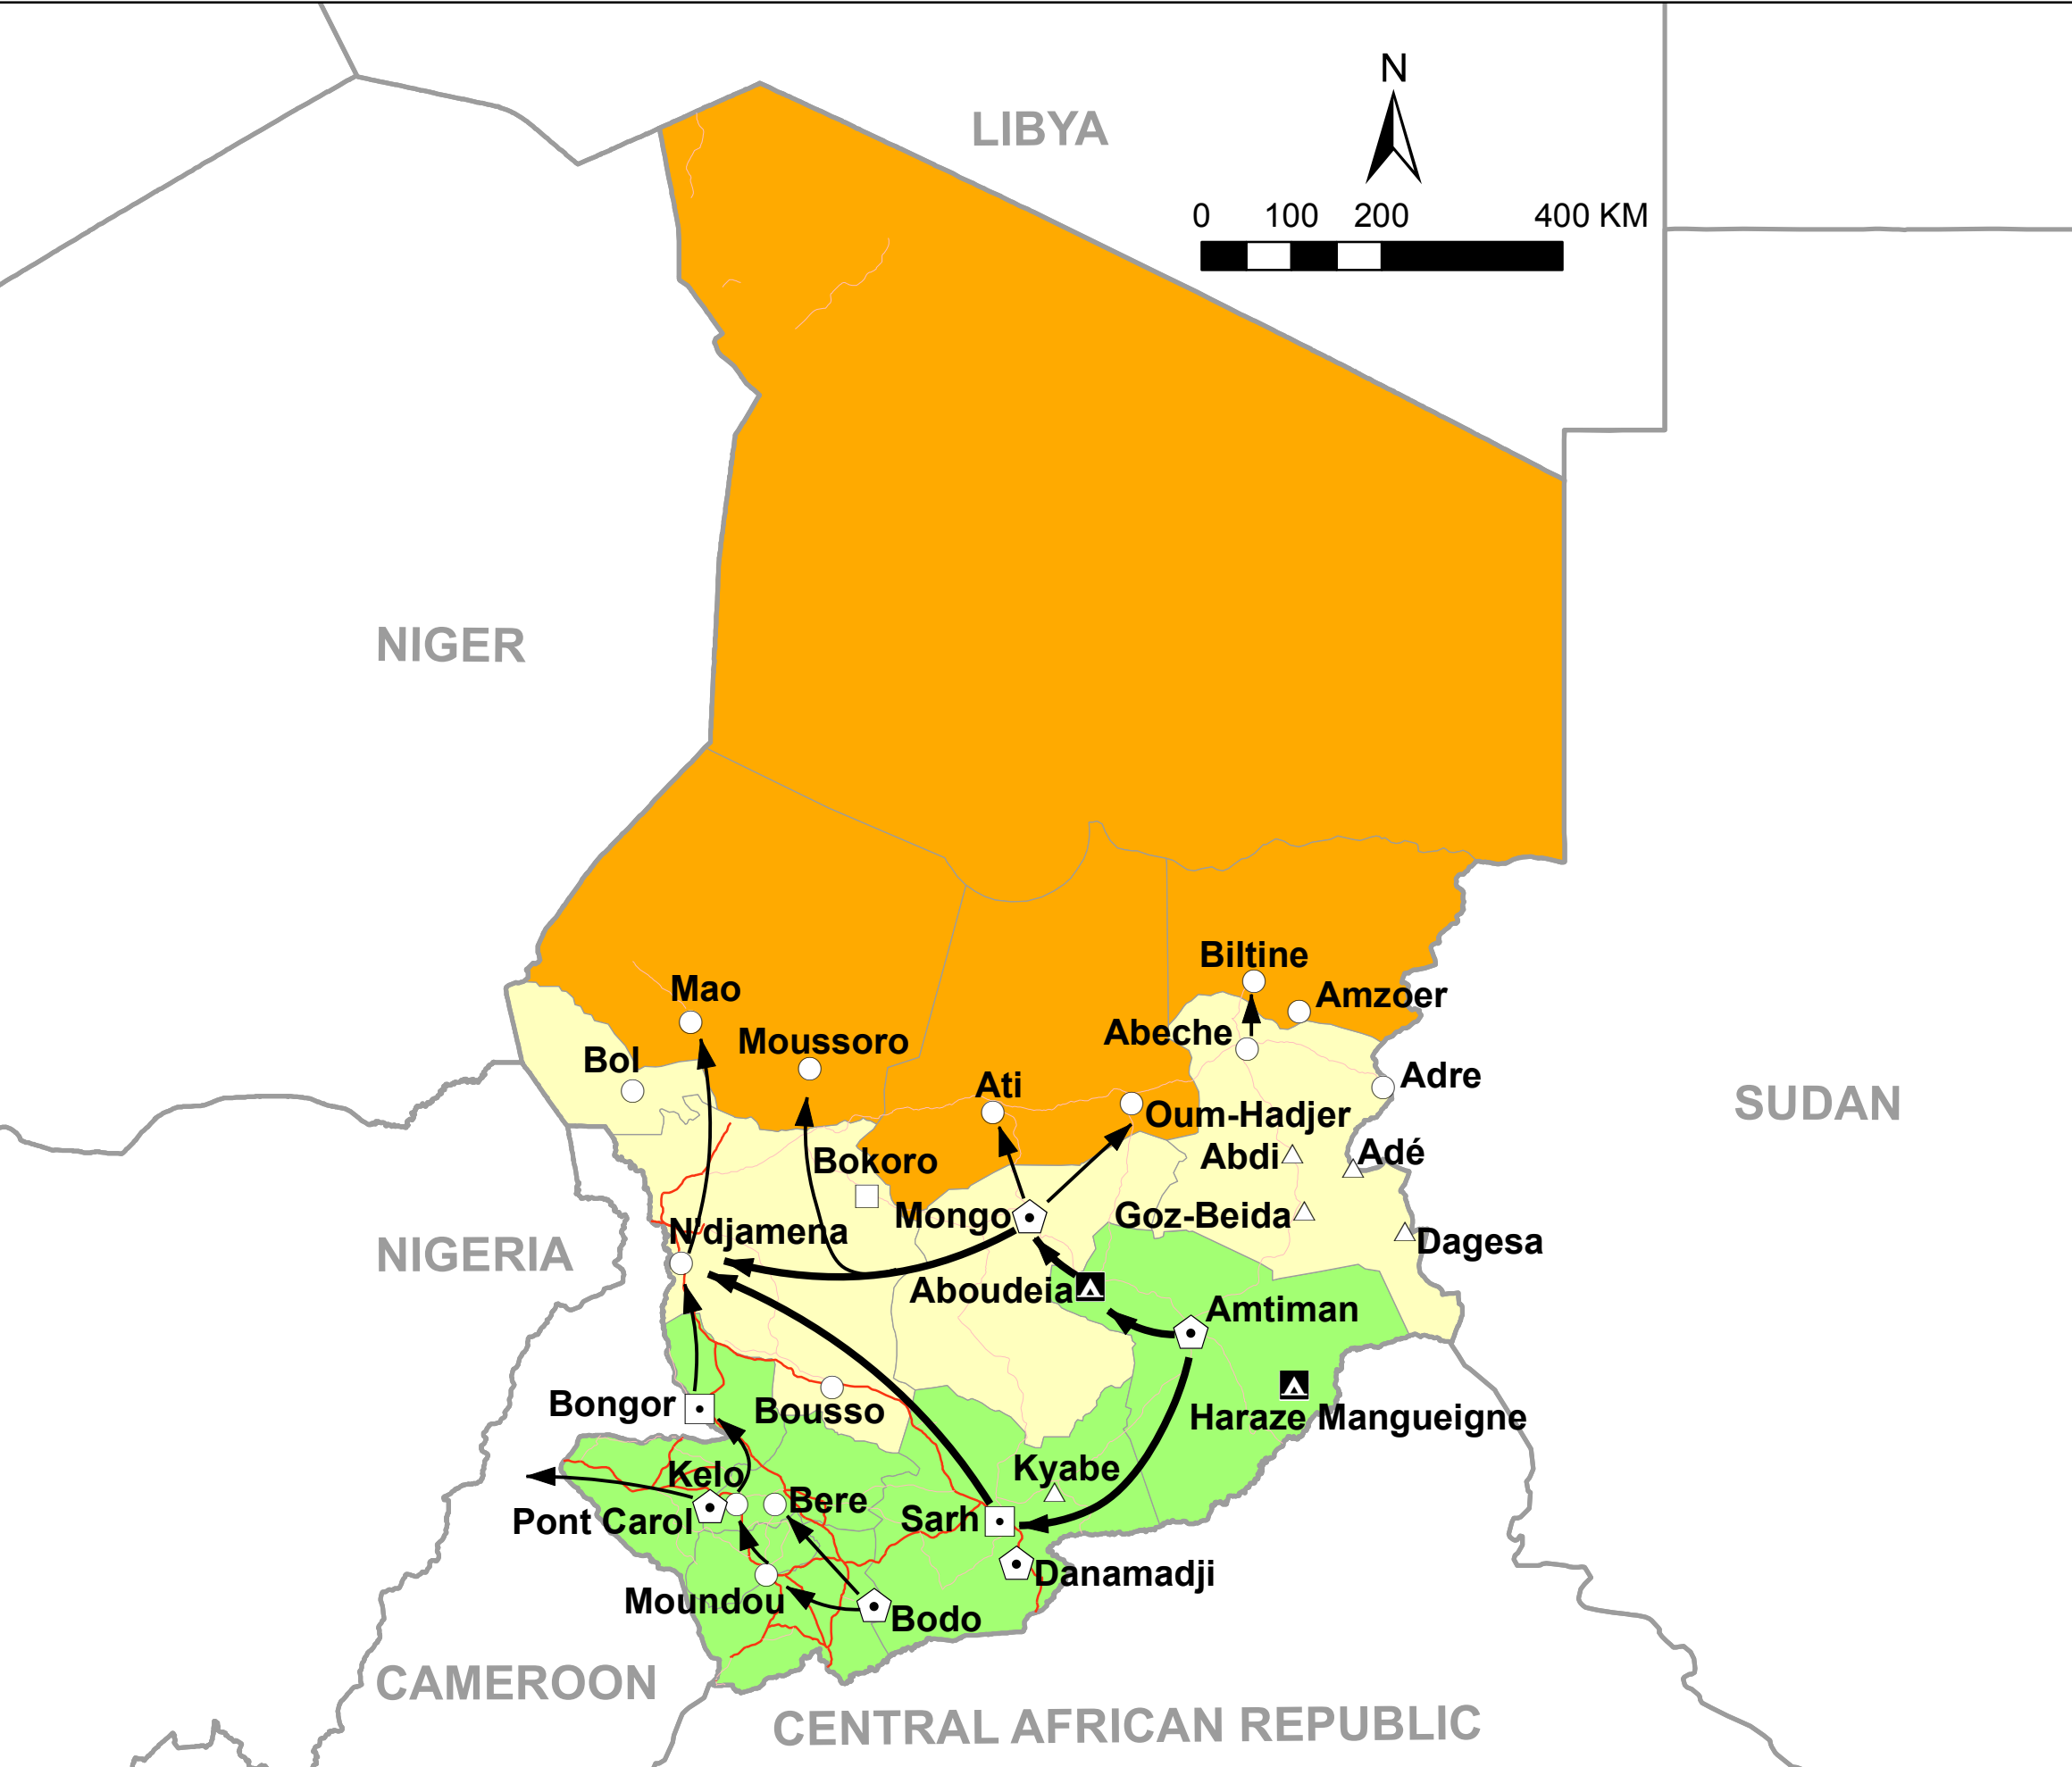 N
LIBYA
0 100 200 400 KM
NIGER
Biltine
Mao
Amzoer
Moussoro
Abeche
Bol
Adre
Ati
SUDAN
Oum-Hadjer
Abdi
Adé
Bokoro
Mongo
Goz-Beida
N'djamena
Dagesa
NIGERIA
Aboudeia
Amtiman
Bongor
Bousso
Haraze Mangueigne
Kelo
Kyabe
Bere
Pont Carol
Sarh
Danamadji
Moundou
Bodo
CAMEROON
CENTRAL AFRICAN REPUBLIC